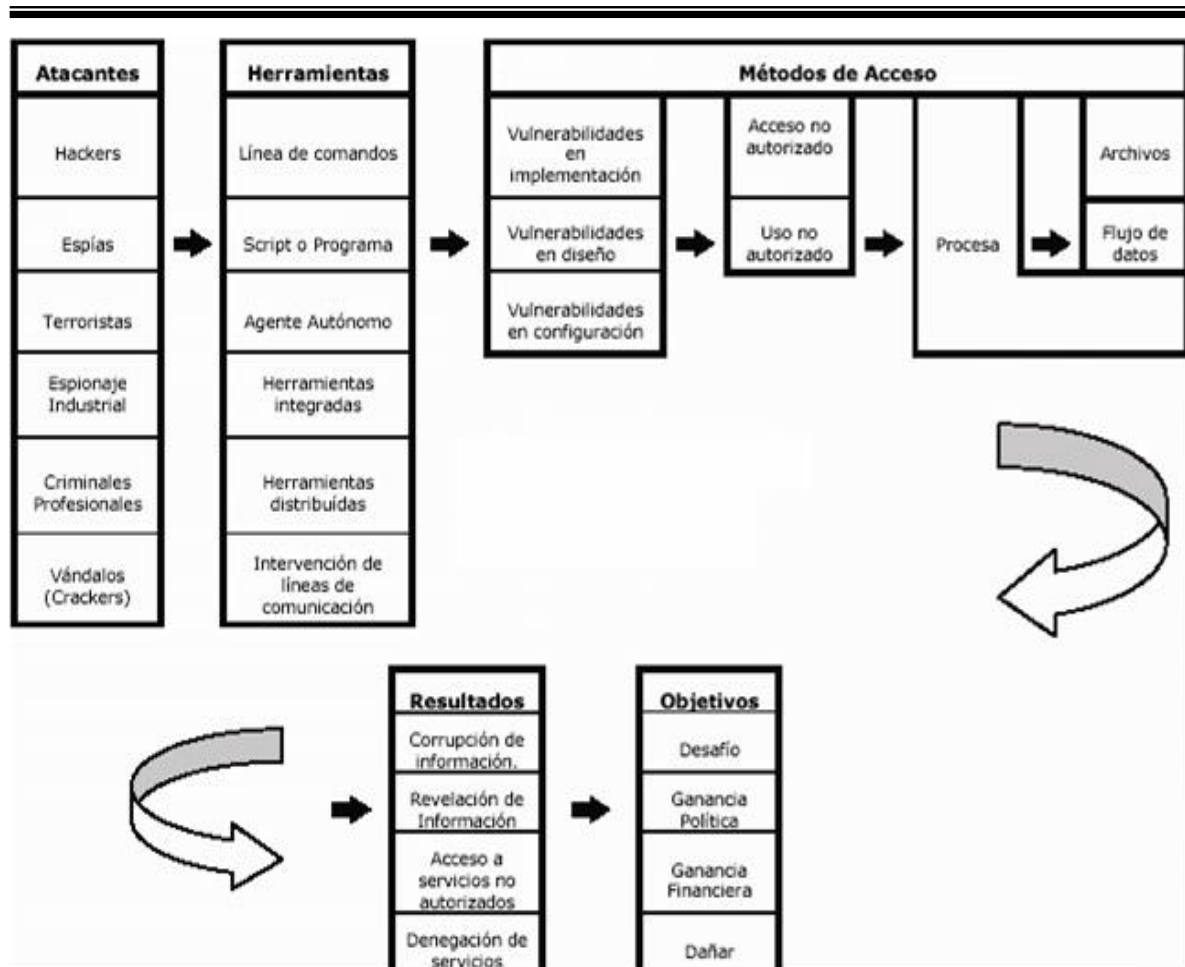 Atacantes
Hackers
Espías
Terroristas
Espionaje
Industrial
Criminales
Profesionales
Vándalos
(Crackers)
Herramientas
Línea de comandos
Script o Programa
Agente Autónomo
Herramientas
integradas
Herramientas
distribuídas
Intervención de
líneas de
comunicación
Métodos de Acceso
Vulnerabilidades
en
implementación
Vulnerabilidades
en diseño
Vulnerabilidades
en configuración
Acceso no
autorizado
Uso no
autorizado
Procesa
Archivos
Flujo de
datos
Resultados
Corrupción de
información.
Revelación de
Información
Acceso a
servicios no
autorizados
Denegación de
servicios
Objetivos
Desafío
Ganancia
Política
Ganancia
Financiera
Dañar